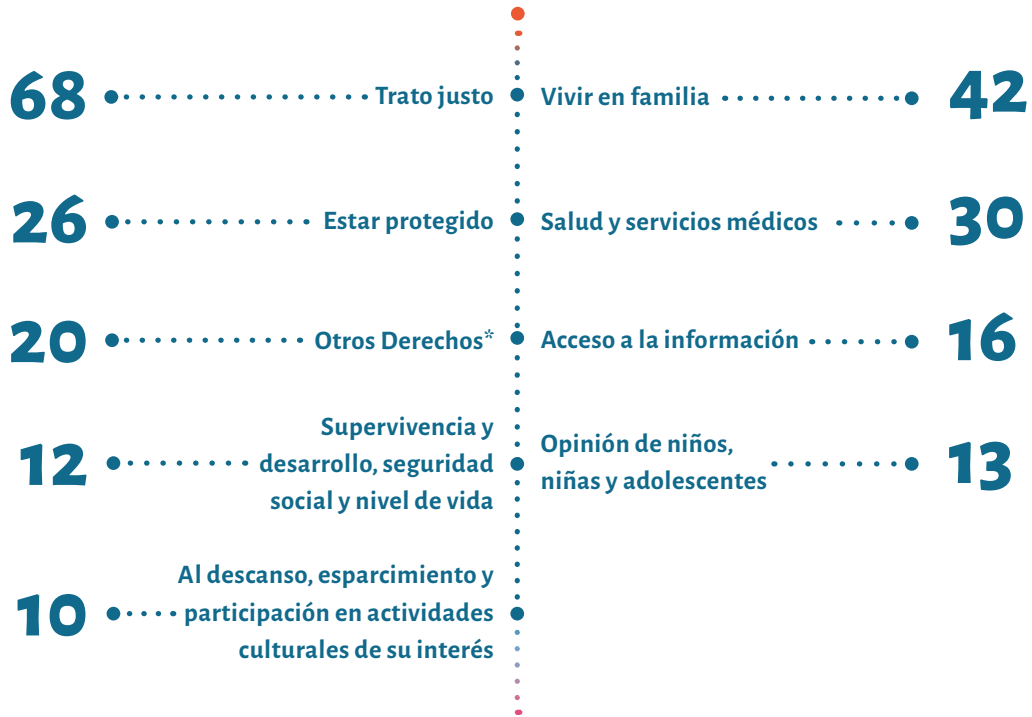 68
Trato justo
Vivir en familia
42
26
Estar protegido
Salud y servicios médicos
30
20
Otros Derechos*
Acceso a la información
16
12
Supervivencia y
desarrollo, seguridad
social y nivel de vida
Opinión de niños,
niñas y adolescentes
13
10
Al descanso, esparcimiento y
participación en actividades
culturales de su interés